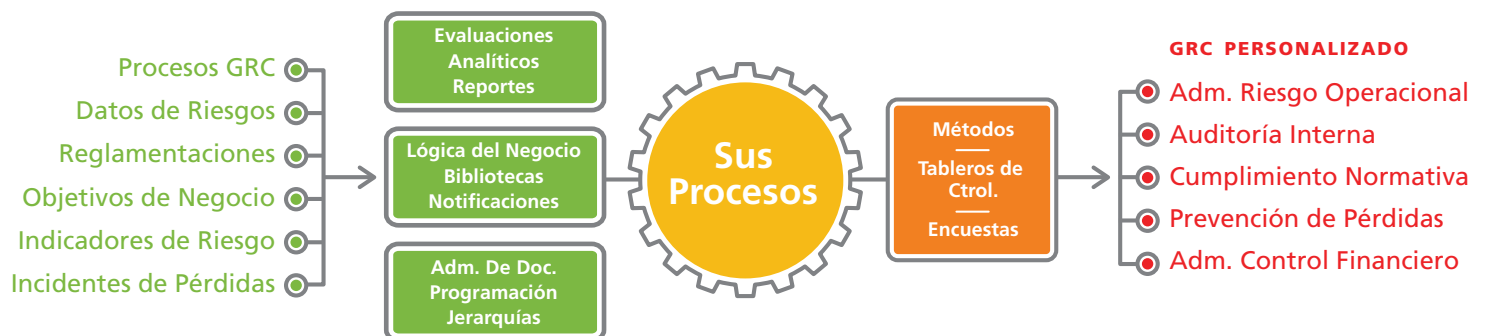 Procesos GRC
Datos de Riesgos
Reglamentaciones
Objetivos de Negocio
Indicadores de Riesgo
Incidentes de Pérdidas
Evaluaciones
Analíticos
Reportes
Lógica del Negocio
Bibliotecas
Notificaciones
Adm. De Doc.
Programación
Jerarquías
Sus
Procesos
Métodos
Tableros de
Ctrol.
Encuestas
GRC PERSONALIZADO
Adm. Riesgo Operacional
Auditoría Interna
Cumplimiento Normativa
Prevención de Pérdidas
Adm. Control Financiero